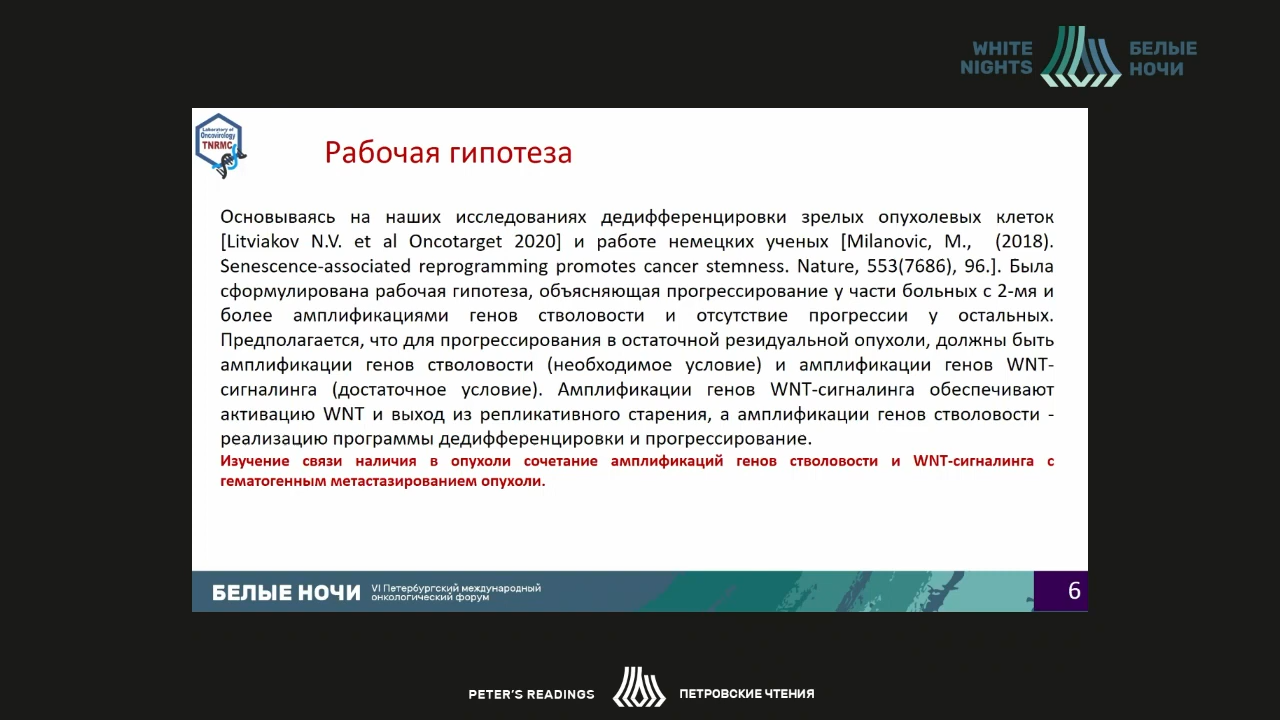 WHITE
NIGHTS
БЕЛЫЕ
НОЧИ
Laboratory of
Oncovirology
TNRMC
Рабочая гипотеза
Основываясь на наших исследованиях дедифференцировки зрелых опухолевых клеток
[Litviakov N.V. et al Oncotarget 2020] и работе немецких ученых [Milanovic, M., (2018).
Senescence-associated reprogramming promotes cancer stemness. Nature, 553(7686), 96.]. Была
сформулирована рабочая гипотеза, объясняющая прогрессирование у части больных с 2-мя и
более амплификациями генов стволовости и отсутствие прогрессии у остальных.
Предполагается, что для прогрессирования в остаточной резидуальной опухоли, должны быть
амплификации генов стволовости (необходимое условие) и амплификации генов WNT-
сигналинга (достаточное условие). Амплификации генов WNT-сигналинга обеспечивают
активацию WNT и выход из репликативного старения, а амплификации генов стволовости -
реализацию программы дедифференцировки и прогрессирование.
Изучение связи наличия в опухоли сочетание амплификаций генов стволовости и WNT-сигналинга с
гематогенным метастазированием опухоли.
БЕЛЫЕ НОЧИ
VI Петербургский международный
онкологический форум
6
PETER'S READINGS
ПЕТРОВСКИЕ ЧТЕНИЯ